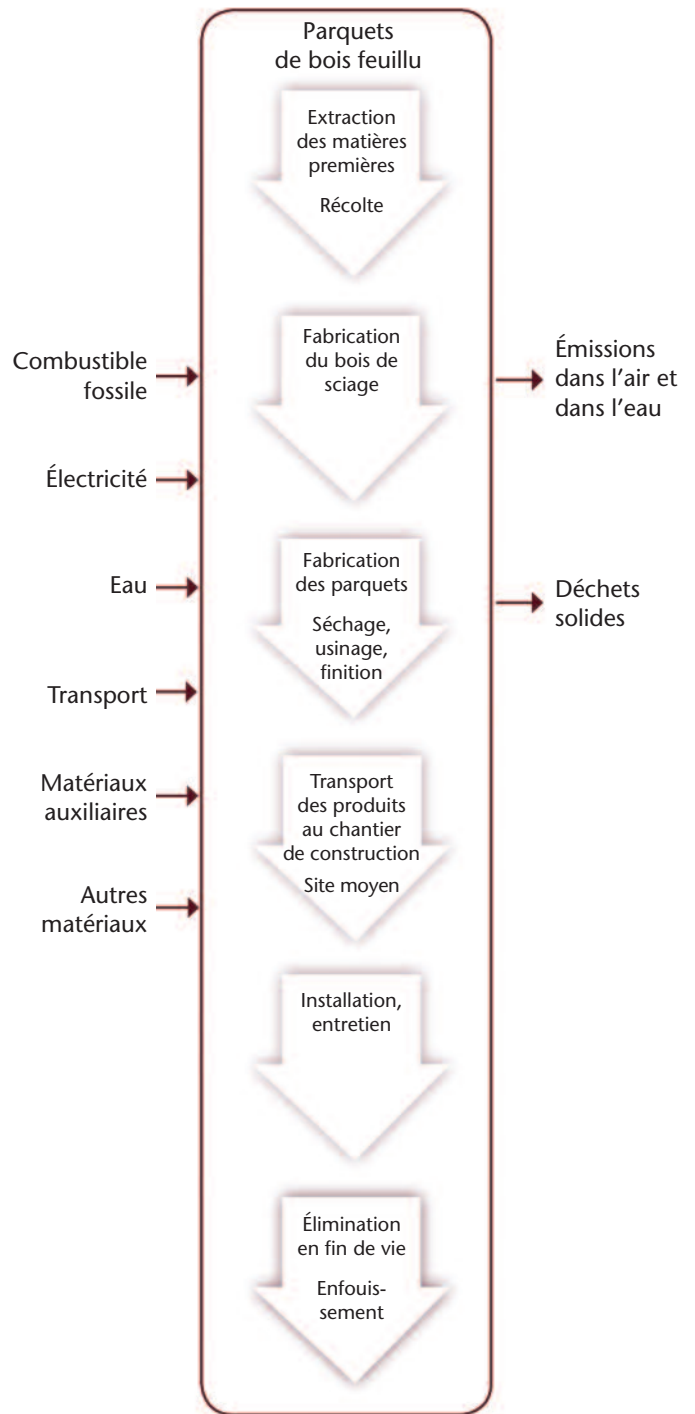 Parquets
de bois feuillu
Extraction
des matières
premières
Récolte
Fabrication
du bois de
sciage
Fabrication
des parquets
Séchage,
usinage,
finition
Transport
des produits
au chantier
de construction
Site moyen
Installation,
entretien
Élimination
en fin de vie
Enfouis-
sement
Combustible
fossile
Électricité
Eau
Transport
Matériaux
auxiliaires
Autres
matériaux
Émissions
dans l'air et
dans l'eau
Déchets
solides